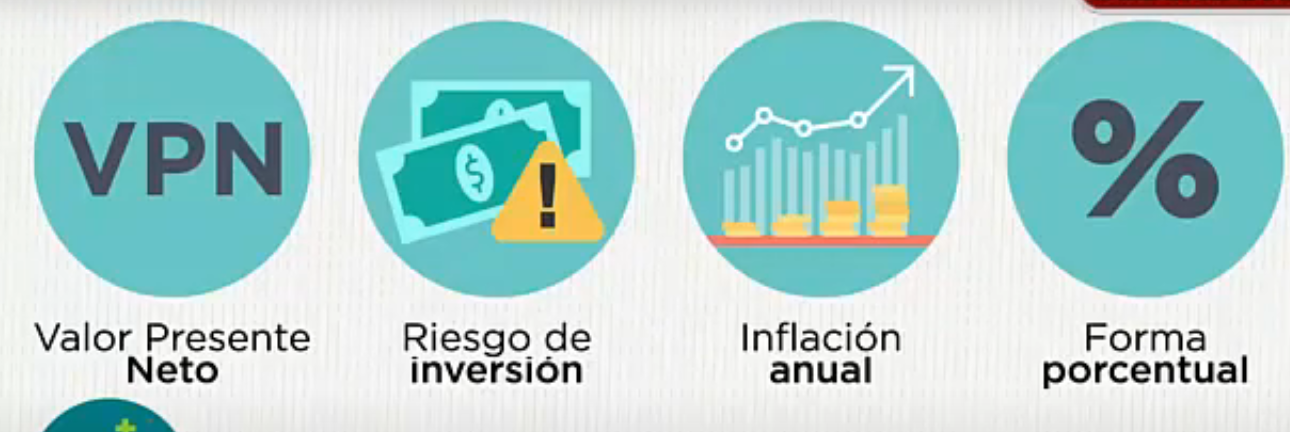 VPN
Valor Presente
Neto
Riesgo de
inversión
Inflación
anual
%
Forma
porcentual